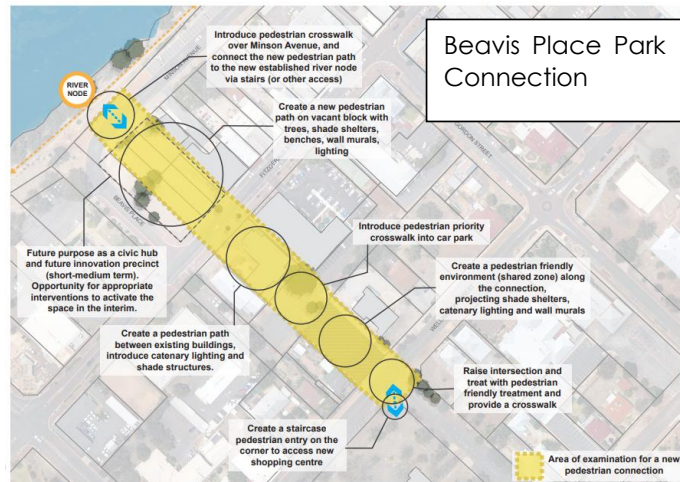 Beavis Place Park
Connection
Introduce pedestrian crosswalk
over Minson Avenue, and
connect the new pedestrian path
to the new established river node
via stairs (or other access)
RIVER
NODE
Create a new pedestrian
path on vacant block with
trees, shade shelters,
benches, wall murals,
lighting
GORDON STREET
BEAVIS PLACE
Introduce pedestrian priority
crosswalk into car park
Future purpose as a civic hub
and future innovation precinct
(short-medium term).
Opportunity for appropriate
interventions to activate the
space in the interim.
Create a pedestrian friendly
environment (shared zone) along
the connection,
projecting shade shelters,
catenary lighting and wall murals
Create a pedestrian path
between existing buildings,
introduce catenary lighting and
shade structures.
Raise intersection and
treat with pedestrian
friendly treatment and
provide a crosswalk
Create a staircase
pedestrian entry on the
corner to access new
shopping centre
Area of examination for a new
pedestrian connection